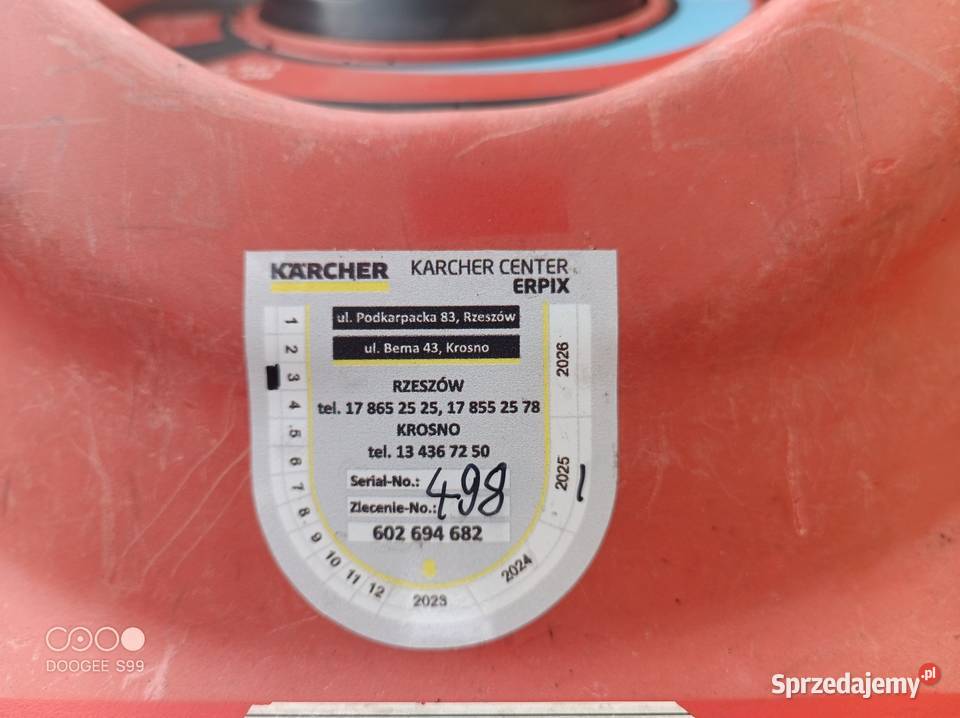 KÄRCHER
KARCHER CENTER
ERPIX
ul. Podkarpacka 83, Rzeszów
ul. Bema 43, Krosno
RZESZÓW
tel. 17 865 25 25, 17 855 25 78
KROSNO
tel. 13 436 72 50
Serial-No.:
498
Zlecenie-No.:
602 694 682
1
2
3
4
5
6
7
8
9
10
11
12
2023
2024
2025
2026
DOOGEE S99
Sprzedajemy.pl